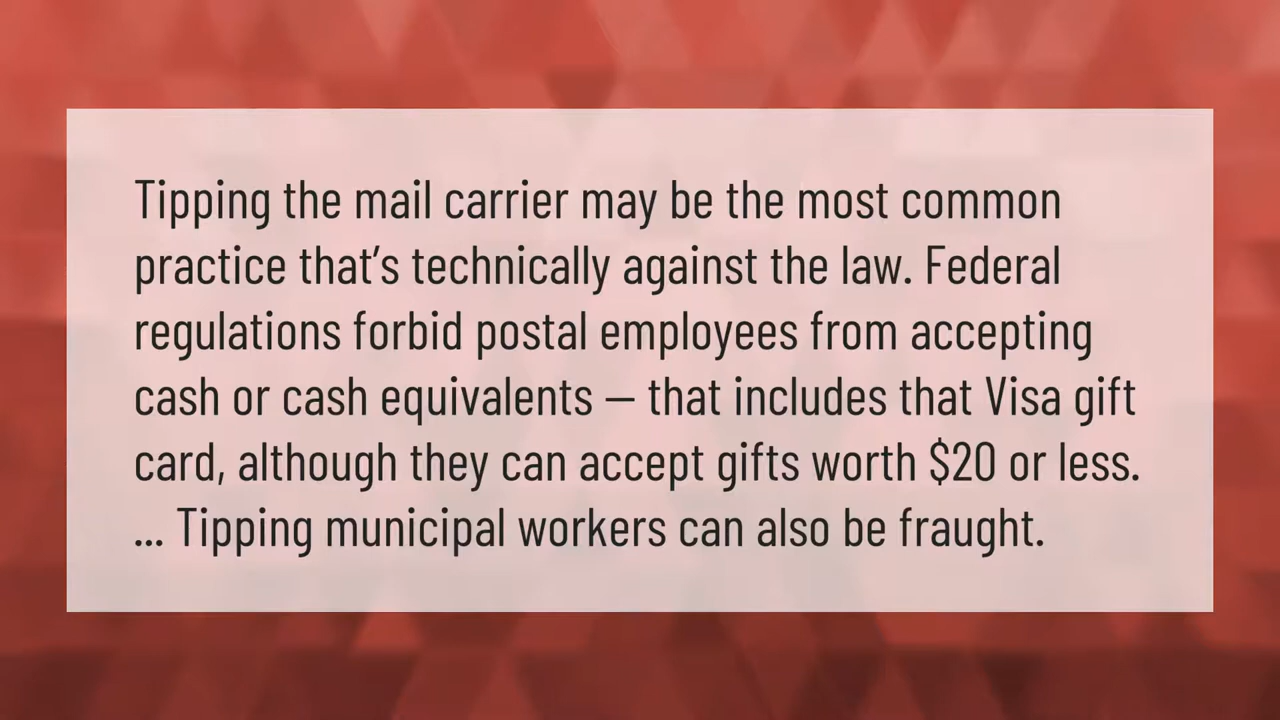 Tipping the mail carrier may be the most common
practice that’s technically against the law. Federal
regulations forbid postal employees from accepting
cash or cash equivalents — that includes that Visa gift
card, although they can accept gifts worth $20 or less.
... Tipping municipal workers can also be fraught.